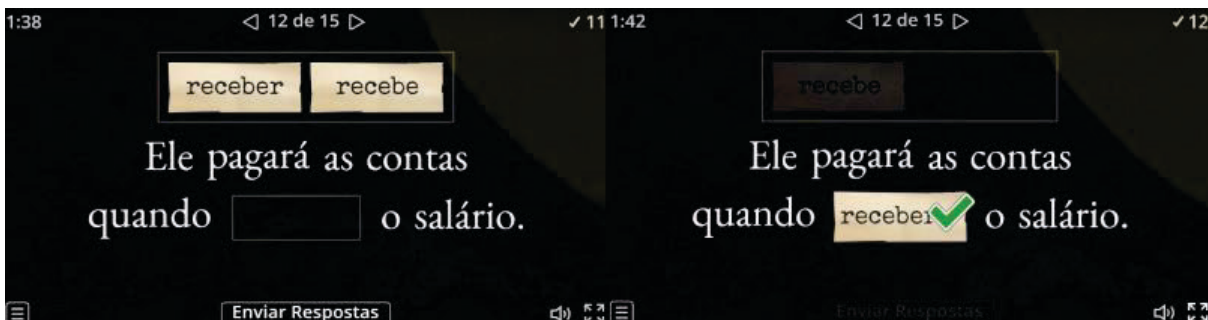 1:38 ◁ 12 de 15 ▷ ✓ 11
receber recebe
Ele pagará as contas
quando o salário.
Enviar Respostas
1:42 ◁ 12 de 15 ▷ ✓ 12
recebe
Ele pagará as contas
quando receber o salário.
Enviar Respostas